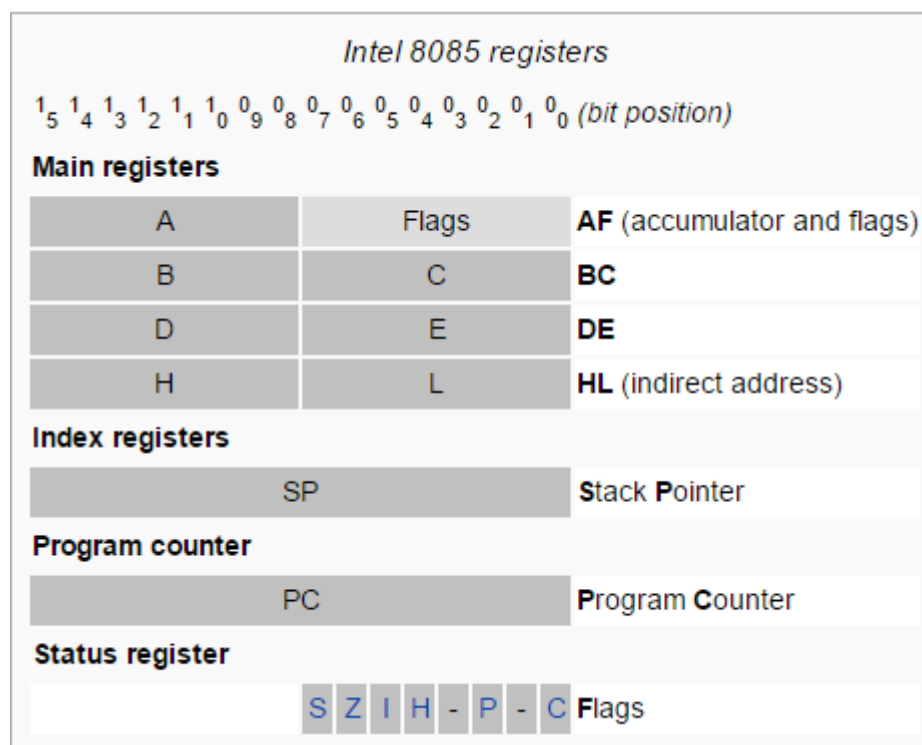 Intel 8085 registers
15 14 13 12 11 10 09 08 07 06 05 04 03 02 01 00 (bit position)
Main registers
A Flags AF (accumulator and flags)
B C BC
D E DE
H L HL (indirect address)
Index registers
SP Stack Pointer
Program counter
PC Program Counter
Status register
S Z I H - P - C Flags